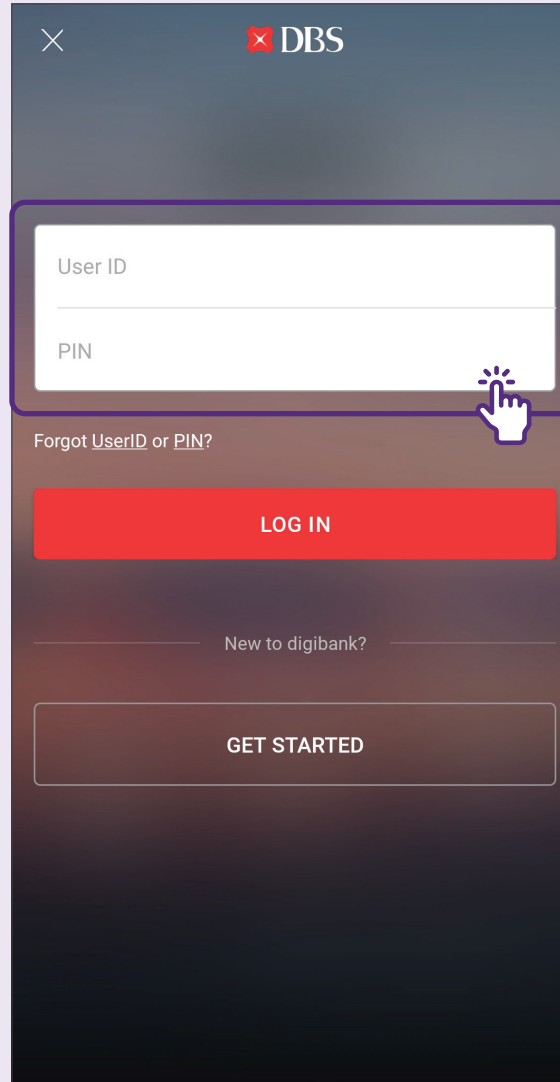 DBS
User ID
PIN
Forgot UserID or PIN?
LOG IN
New to digibank?
GET STARTED